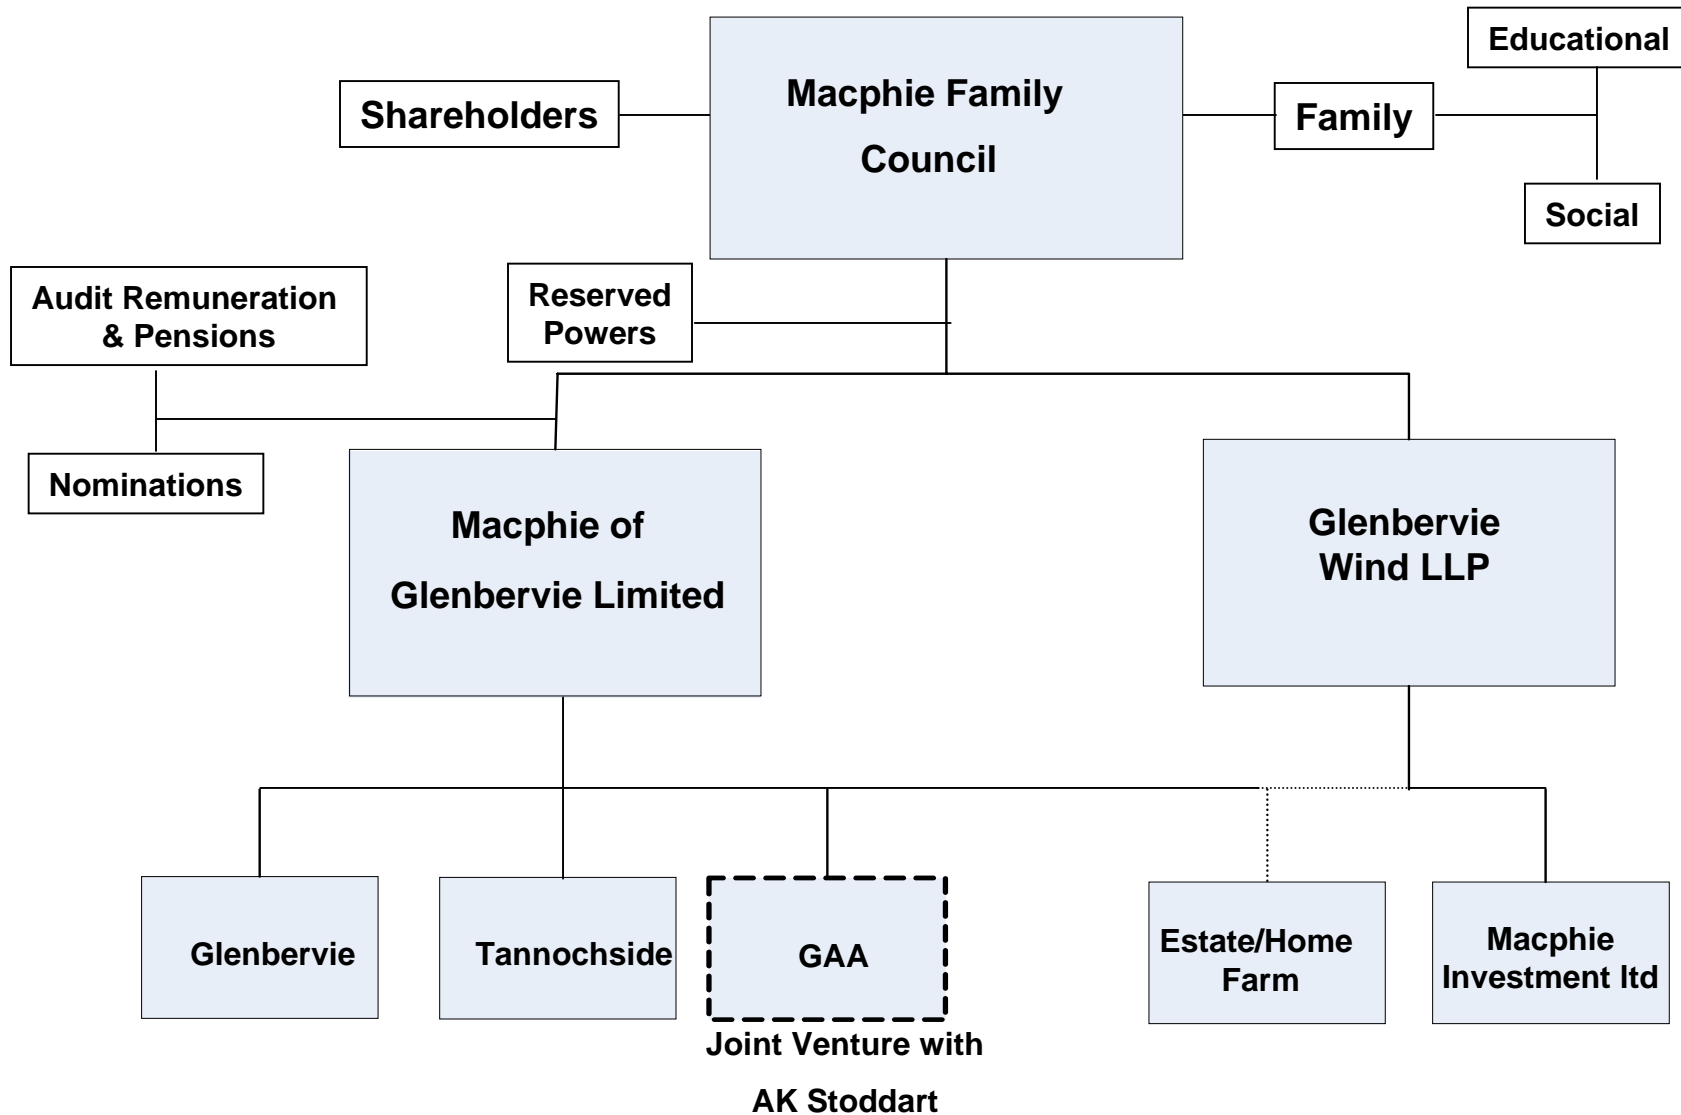 Educational
Macphie Family
Council
Shareholders
Family
Social
Audit Remuneration
& Pensions
Reserved
Powers
Nominations
Macphie of
Glenbervie Limited
Glenbervie
Wind LLP
Glenbervie
Tannochside
GAA
Estate/Home
Farm
Macphie
Investment ltd
Joint Venture with
AK Stoddart